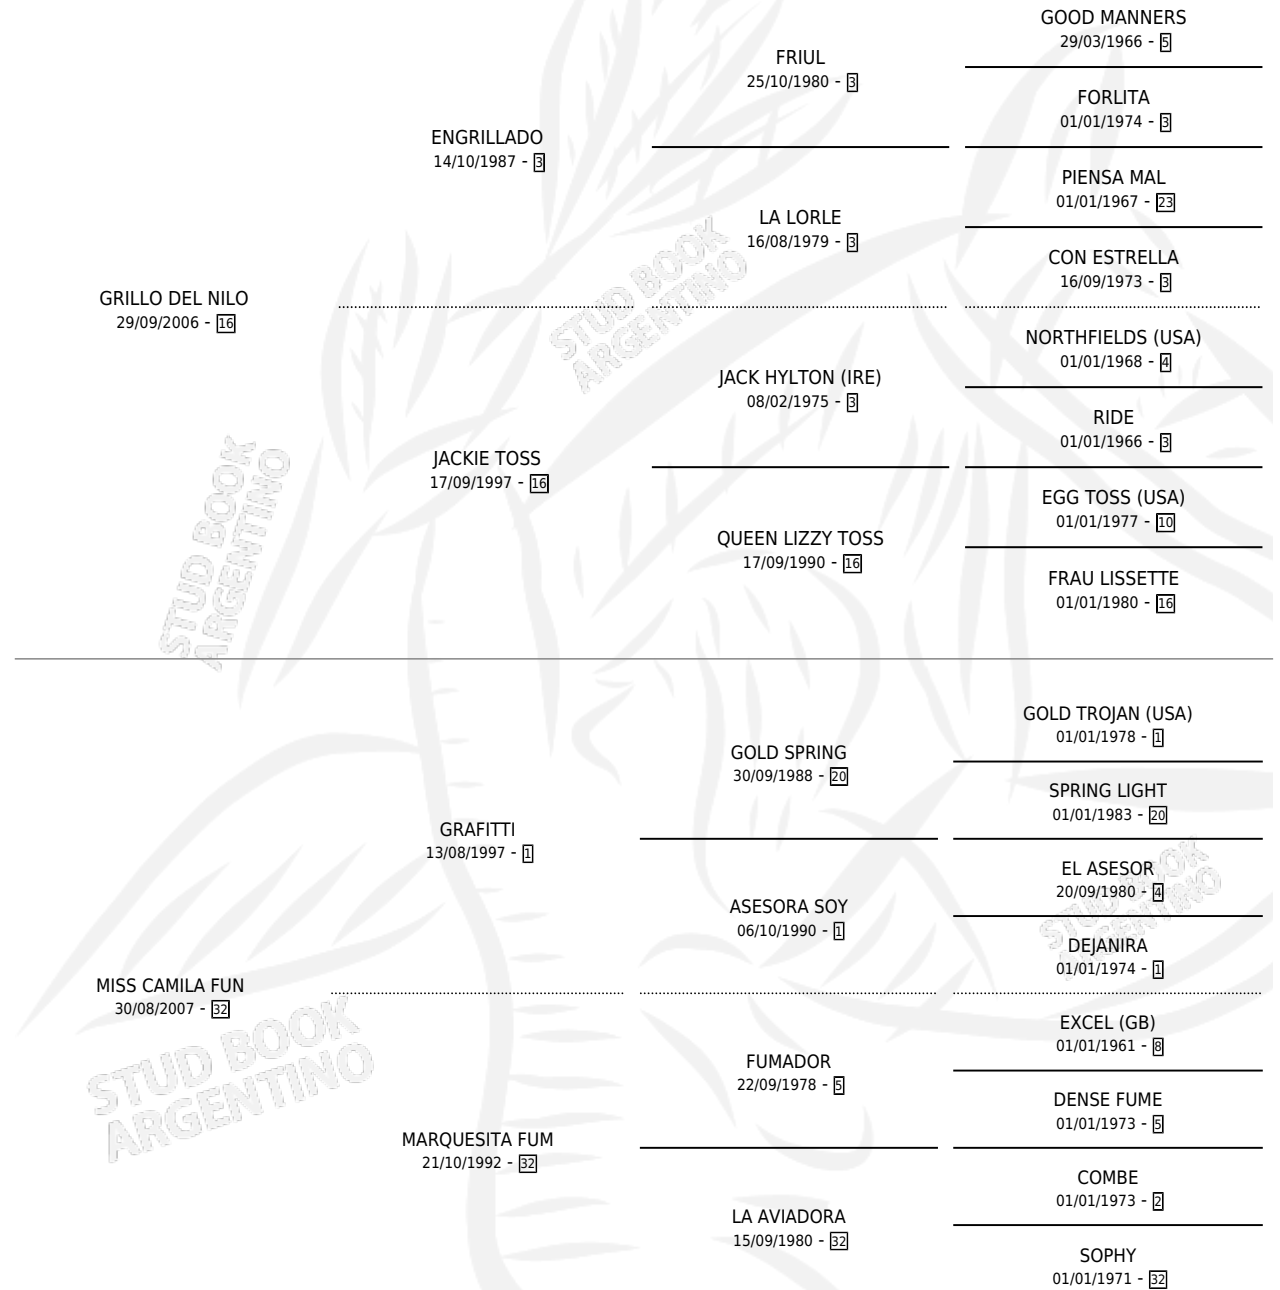 GOOD MANNERS
29/03/1966 - 5
FRIUL
25/10/1980 - 3
FORLITA
01/01/1974 - 3
ENGRILLADO
14/10/1987 - 3
PIENSA MAL
01/01/1967 - 23
LA LORLE
16/08/1979 - 3
CON ESTRELLA
16/09/1973 - 3
GRILLO DEL NILO
29/09/2006 - 16
NORTHFIELDS (USA)
01/01/1968 - 4
JACK HYLTON (IRE)
08/02/1975 - 3
RIDE
01/01/1966 - 3
JACKIE TOSS
17/09/1997 - 16
EGG TOSS (USA)
01/01/1977 - 10
QUEEN LIZZY TOSS
17/09/1990 - 16
FRAU LISSETTE
01/01/1980 - 16
STUD BOOK
ARGENTINO
STUD BOOK
ARGENTINO
GOLD TROJAN (USA)
01/01/1978 - 1
GOLD SPRING
30/09/1988 - 20
SPRING LIGHT
01/01/1983 - 20
GRAFITTI
13/08/1997 - 1
EL ASESOR
20/09/1980 - 4
ASESORA SOY
06/10/1990 - 1
DEJANIRA
01/01/1974 - 1
MISS CAMILA FUN
30/08/2007 - 32
EXCEL (GB)
01/01/1961 - 8
FUMADOR
22/09/1978 - 5
DENSE FUME
01/01/1973 - 5
MARQUESITA FUM
21/10/1992 - 32
COMBE
01/01/1973 - 2
LA AVIADORA
15/09/1980 - 32
SOPHY
01/01/1971 - 32
STUD BOOK
ARGENTINO
STUD BOOK
ARGENTINO